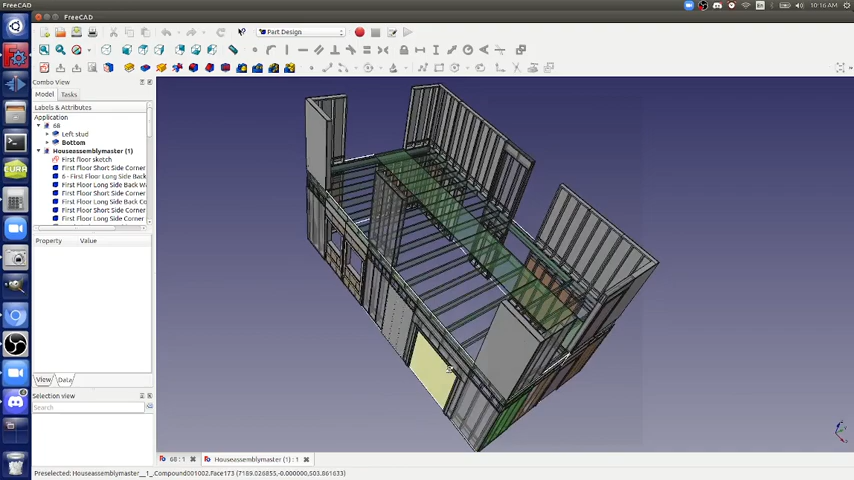 FreeCAD
En
10:16 AM
FreeCAD
Part Design
Combo View
Model
Tasks
Labels & Attributes
Application
68
Left stud
Bottom
Houseassemblymaster (1)
First floor sketch
First Floor Short Side Corner
6 - First Floor Long Side Back
First Floor Long Side Back Wa
First Floor Short Side Corner
First Floor Long Side Back Co
First Floor Short Side Corner
First Floor Long Side Corner
Property
Value
View
Data
Selection view
Search
CURA
68 : 1
Houseassemblymaster (1) : 1
Preselected: Houseassemblymaster__1_.Compound001002.Face173 (7189.026855,-0.000000,503.861633)